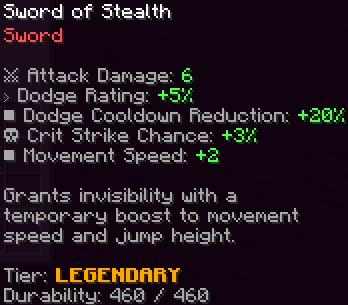 Sword of Stealth
Sword
⚔ Attack Damage: 6
› Dodge Rating: +5%
■ Dodge Cooldown Reduction: +20%
☠ Crit Strike Chance: +3%
■ Movement Speed: +2
Grants invisibility with a
temporary boost to movement
speed and jump height.
Tier: LEGENDARY
Durability: 460 / 460